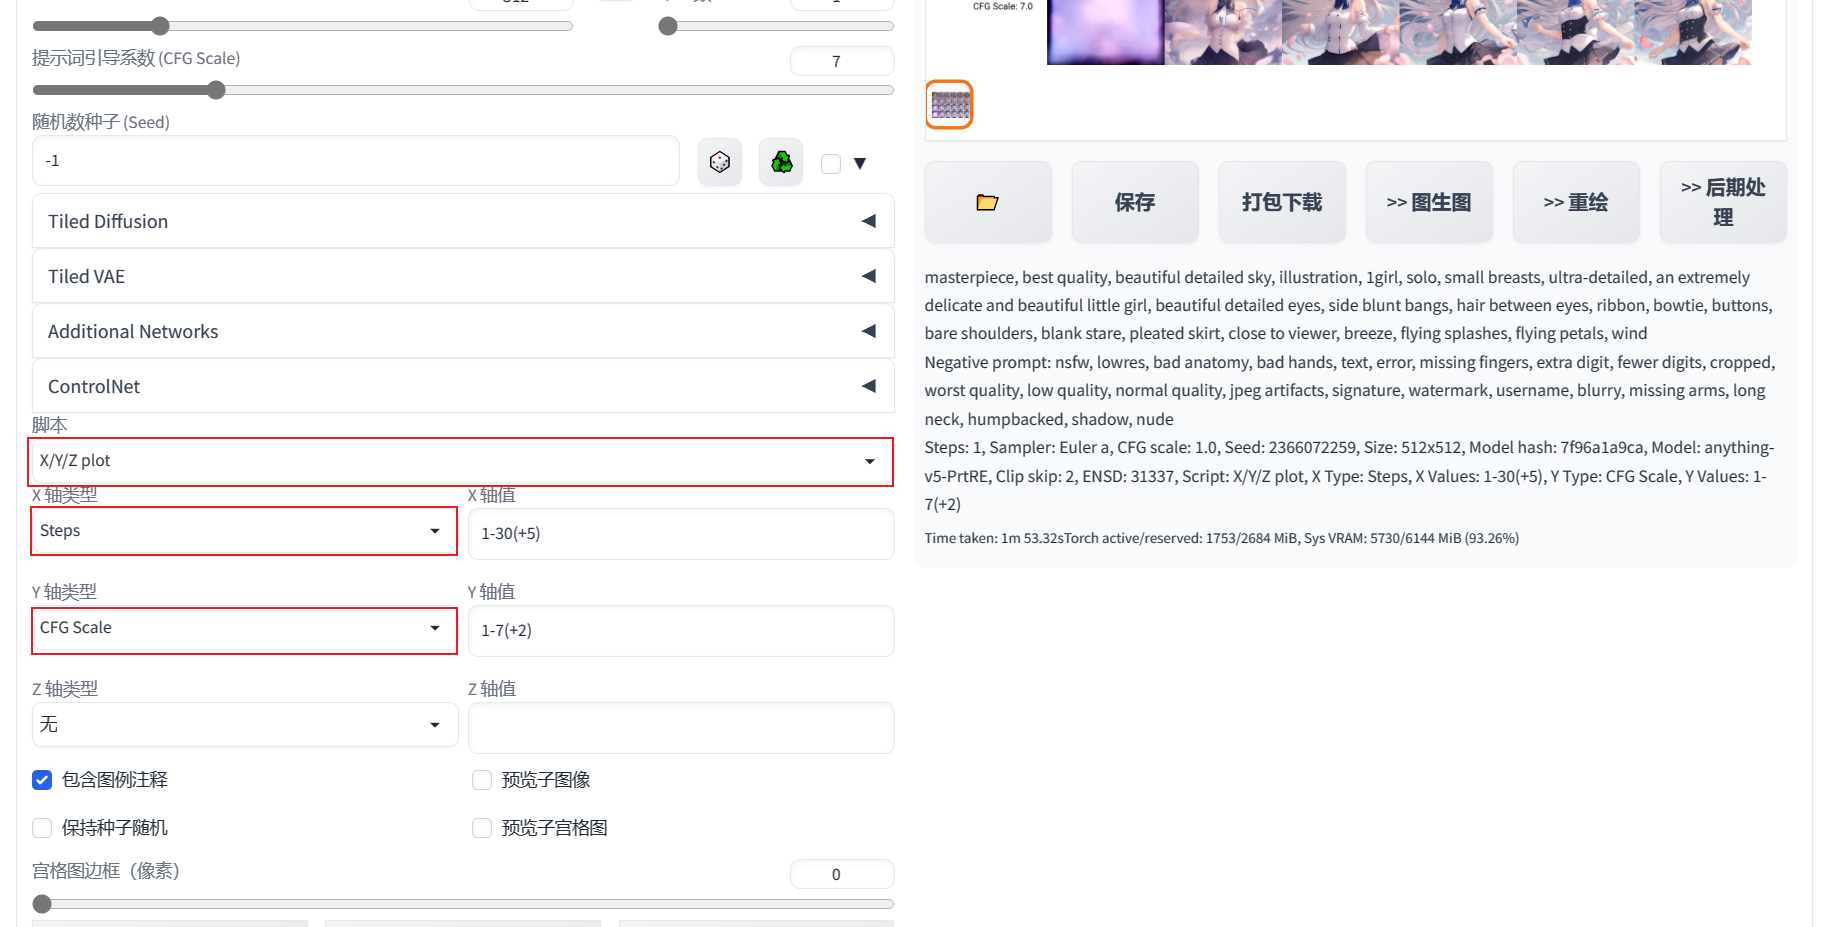 提示词引导系数 (CFG Scale)
7
随机数种子 (Seed)
-1
Tiled Diffusion
Tiled VAE
Additional Networks
ControlNet
脚本
X/Y/Z plot
X 轴类型
X 轴值
Steps
1-30(+5)
Y 轴类型
Y 轴值
CFG Scale
1-7(+2)
Z 轴类型
Z 轴值
无
包含图例注释
预览子图像
保持种子随机
预览子宫格图
宫格图边框（像素）
0
CFG Scale: 7.0
保存
打包下载
>> 图生图
>> 重绘
>> 后期处
理
masterpiece, best quality, beautiful detailed sky, illustration, 1girl, solo, small breasts, ultra-detailed, an extremely
delicate and beautiful little girl, beautiful detailed eyes, side blunt bangs, hair between eyes, ribbon, bowtie, buttons,
bare shoulders, blank stare, pleated skirt, close to viewer, breeze, flying splashes, flying petals, wind
Negative prompt: nsfw, lowres, bad anatomy, bad hands, text, error, missing fingers, extra digit, fewer digits, cropped,
worst quality, low quality, normal quality, jpeg artifacts, signature, watermark, username, blurry, missing arms, long
neck, humpbacked, shadow, nude
Steps: 1, Sampler: Euler a, CFG scale: 1.0, Seed: 2366072259, Size: 512x512, Model hash: 7f96a1a9ca, Model: anything-
v5-PrtRE, Clip skip: 2, ENSD: 31337, Script: X/Y/Z plot, X Type: Steps, X Values: 1-30(+5), Y Type: CFG Scale, Y Values: 1-
7(+2)
Time taken: 1m 53.32sTorch active/reserved: 1753/2684 MiB, Sys VRAM: 5730/6144 MiB (93.26%)